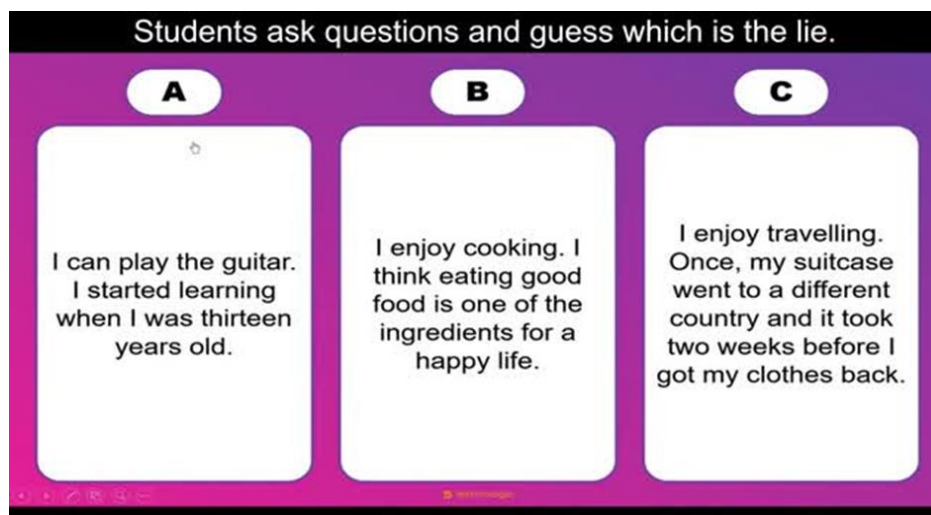 Students ask questions and guess which is the lie.
A
I can play the guitar.
I started learning
when I was thirteen
years old.
B
I enjoy cooking. I
think eating good
food is one of the
ingredients for a
happy life.
C
I enjoy travelling.
Once, my suitcase
went to a different
country and it took
two weeks before I
got my clothes back.